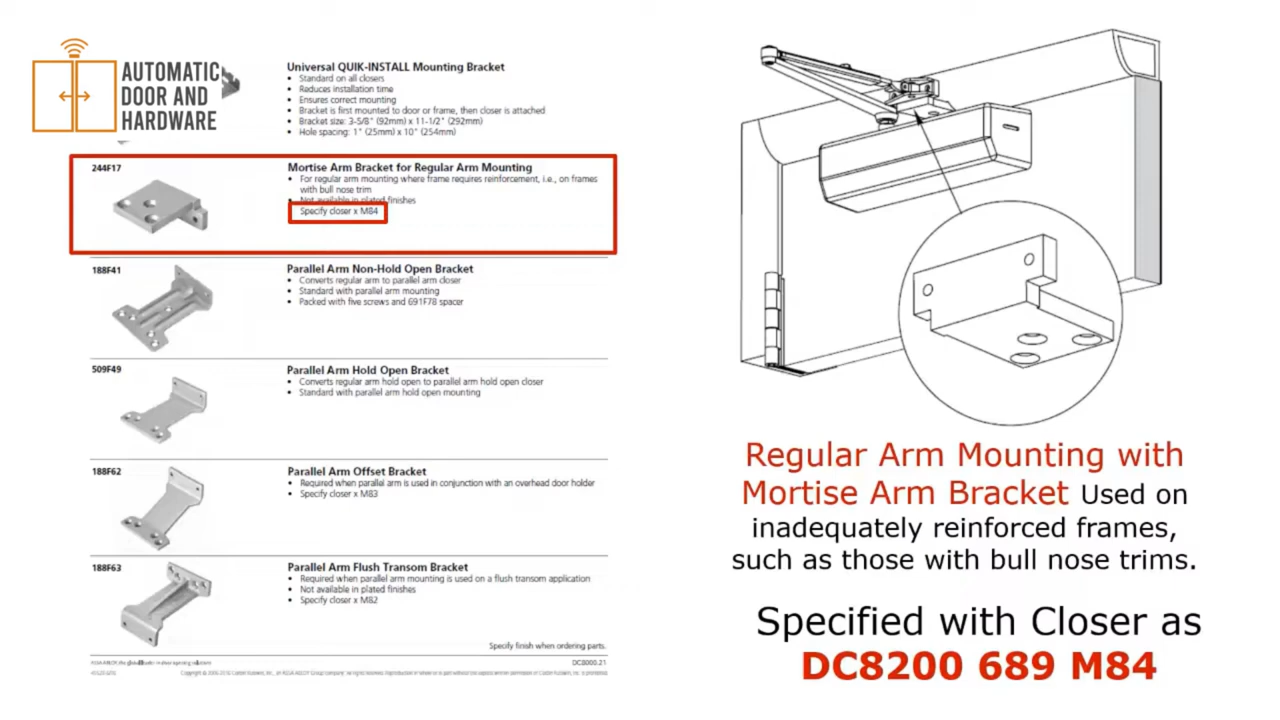 AUTOMATIC
DOOR AND
HARDWARE
Universal QUIK-INSTALL Mounting Bracket
• Standard on all closers
• Reduces installation time
• Ensures correct mounting
• Bracket is first mounted to door or frame, then closer is attached
• Bracket size: 3-5/8" (92mm) x 11-1/2" (292mm)
• Hole spacing: 1" (25mm) x 10" (254mm)
244F17
Mortise Arm Bracket for Regular Arm Mounting
• For regular arm mounting where frame requires reinforcement, i.e., on frames
with bull nose trim
• Not available in plated finishes
Specify closer x M84
188F41
Parallel Arm Non-Hold Open Bracket
• Converts regular arm to parallel arm closer
• Standard with parallel arm mounting
• Packed with five screws and 691F78 spacer
509F49
Parallel Arm Hold Open Bracket
• Converts regular arm hold open to parallel arm hold open closer
• Standard with parallel arm hold open mounting
188F62
Parallel Arm Offset Bracket
• Required when parallel arm is used in conjunction with an overhead door holder
• Specify closer x M83
188F63
Parallel Arm Flush Transom Bracket
• Required when parallel arm mounting is used on a flush transom application
• Not available in plated finishes
• Specify closer x M82
Specify finish when ordering parts.
DC8000.21
Regular Arm Mounting with
Mortise Arm Bracket Used on
inadequately reinforced frames,
such as those with bull nose trims.
Specified with Closer as
DC8200 689 M84